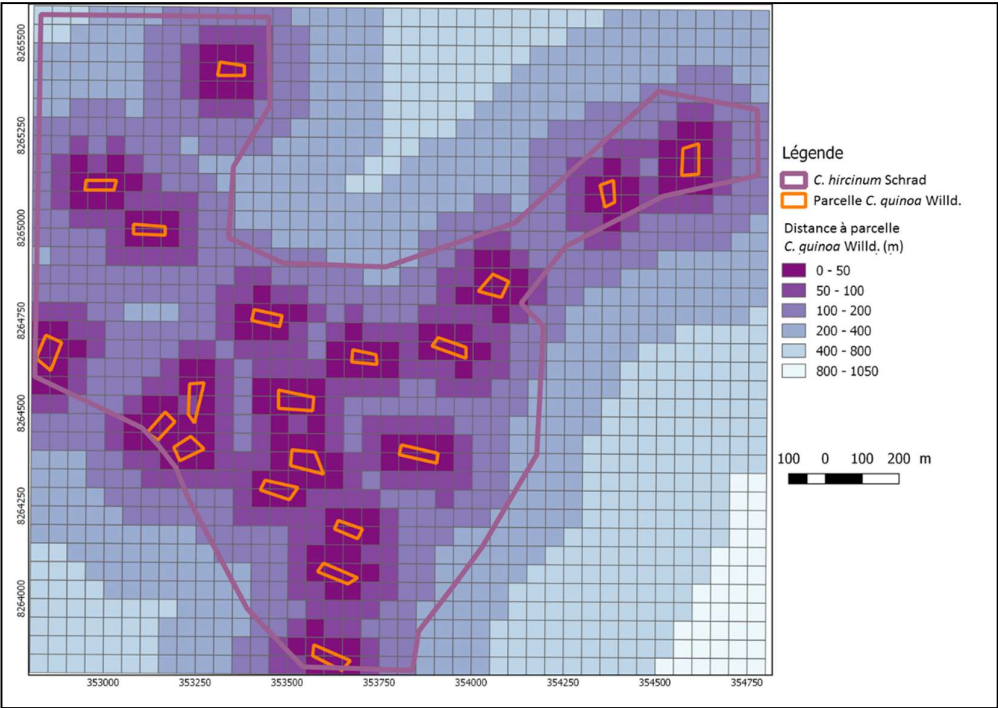 8265500
8265250
8265000
8264750
8264500
8264250
8264000
353000
353250
353500
353750
354000
354250
354500
354750
Légende
C. hircinum Schrad
Parcelle C. quinoa Willd.
Distance à parcelle
C. quinoa Willd. (m)
0 - 50
50 - 100
100 - 200
200 - 400
400 - 800
800 - 1050
100 0 100 200 m